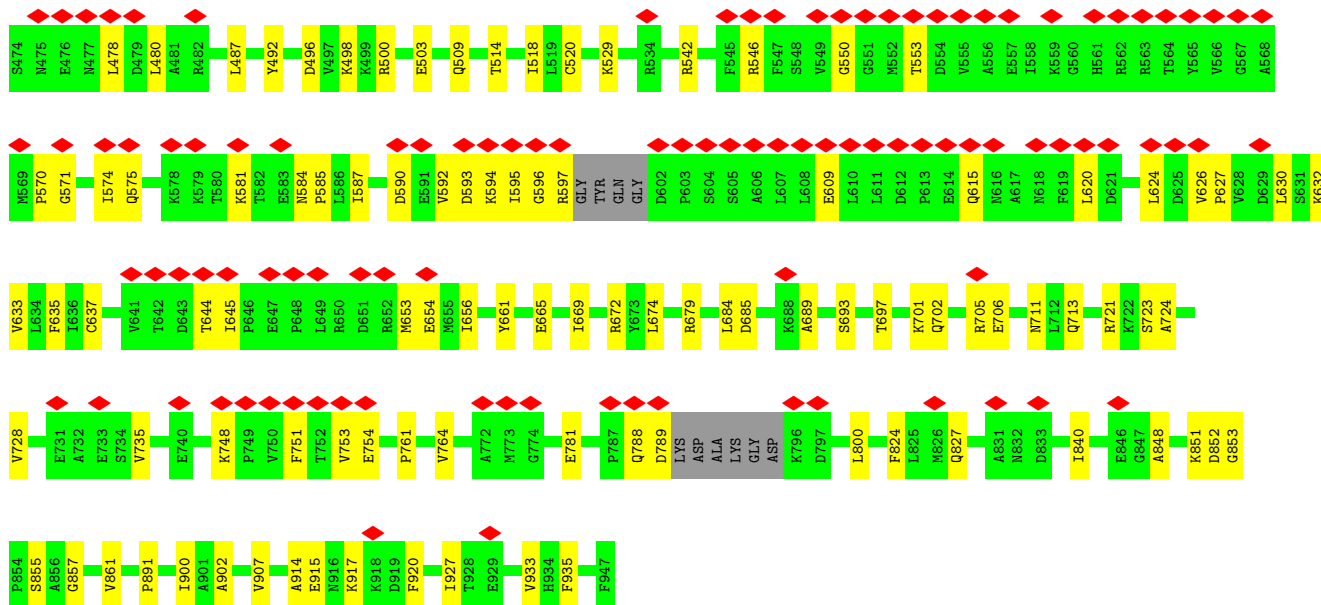 S474 N475 E476 N477 L478 D479 L480 A481 R482 L487 Y492 D496 V497 K498 K499 R500 E503 Q509 T514 I518 L519 C520 K529 R534 R542 F545 R546 F547 S548 V549 G550 G551 M552 T553 D554 V555 A556 E557 I558 K559 G560 H561 R562 R563 T564 Y565 V566 G567 A568
M569 P570 G571 I574 Q575 K578 K579 T580 K581 T582 E583 N584 P585 L586 I587 D590 E591 V592 D593 K594 I595 G596 R597 GLY TYR GLN GLY D602 P603 S604 S605 A606 L607 L608 E609 L610 L611 D612 P613 E614 Q615 N616 A617 N618 F619 L620 D621 L624 D625 V626 P627 V628 D629 L630 S631 K632
V633 L634 F635 I636 C637 V641 T642 D643 T644 I645 P646 E647 P648 L649 R650 D651 R652 M653 E654 M655 I656 Y661 E665 I669 R672 Y673 L674 R679 L684 D685 K688 A689 S693 T697 K701 Q702 R705 E706 N711 L712 Q713 R721 K722 S723 A724
V728 E731 A732 E733 S734 V735 E740 K748 P749 V750 F751 T752 V753 E754 P761 V764 A772 M773 G774 E781 P787 Q788 D789 LYS ASP ALA LYS GLY ASP K796 D797 L800 F824 L825 M826 Q827 A831 N832 D833 I840 E846 G847 A848 K851 D852 G853
P854 S855 A856 G857 V861 P891 I900 A901 A902 V907 A914 E915 N916 K917 K918 D919 F920 I927 T928 E929 V933 H934 F935 F947